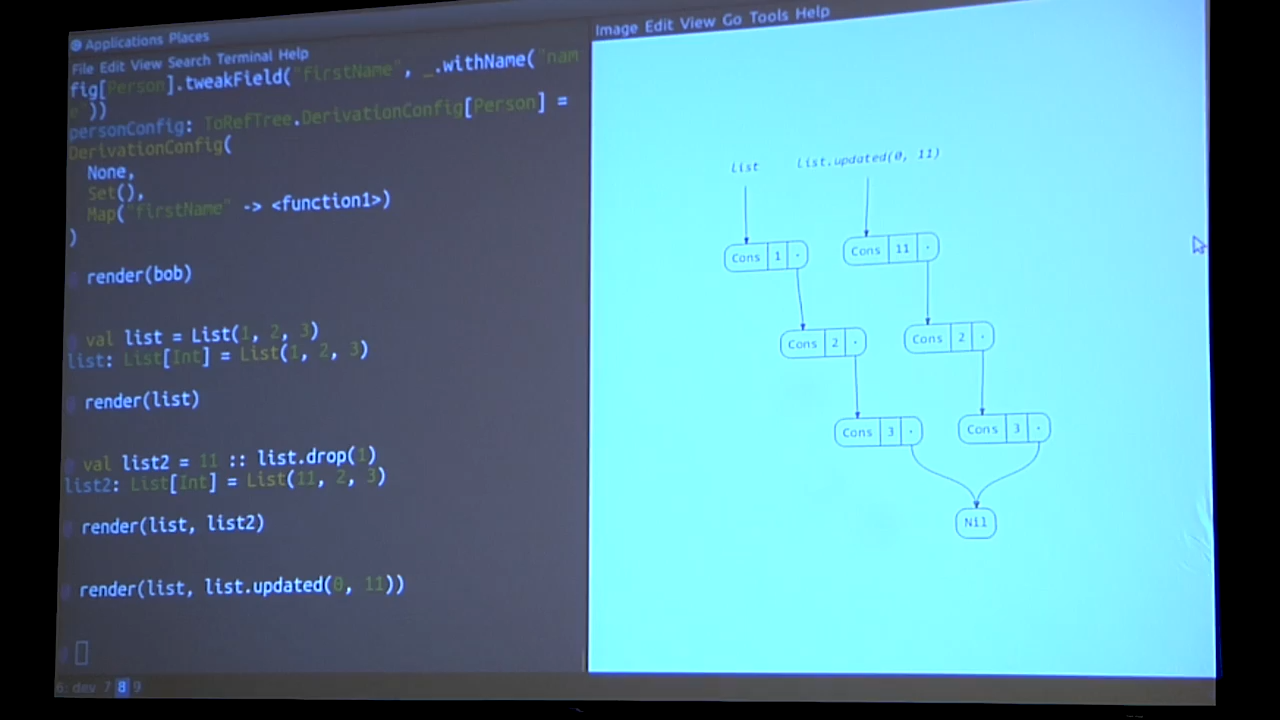 Applications Places
File Edit View Search Terminal Help
fig[Person].tweakField("firstName", _.withName("nam
e"))
personConfig: ToRefTree.DerivationConfig[Person] =
DerivationConfig(
None,
Set(),
Map("firstName" -> <function1>)
)
@ render(bob)
@ val list = List(1, 2, 3)
list: List[Int] = List(1, 2, 3)
@ render(list)
@ val list2 = 11 :: list.drop(1)
list2: List[Int] = List(11, 2, 3)
@ render(list, list2)
@ render(list, list.updated(0, 11))
@
6: dev 7 8 9
Image Edit View Go Tools Help
List List.updated(0, 11)
Cons 1 · Cons 11 ·
Cons 2 · Cons 2 ·
Cons 3 · Cons 3 ·
Nil